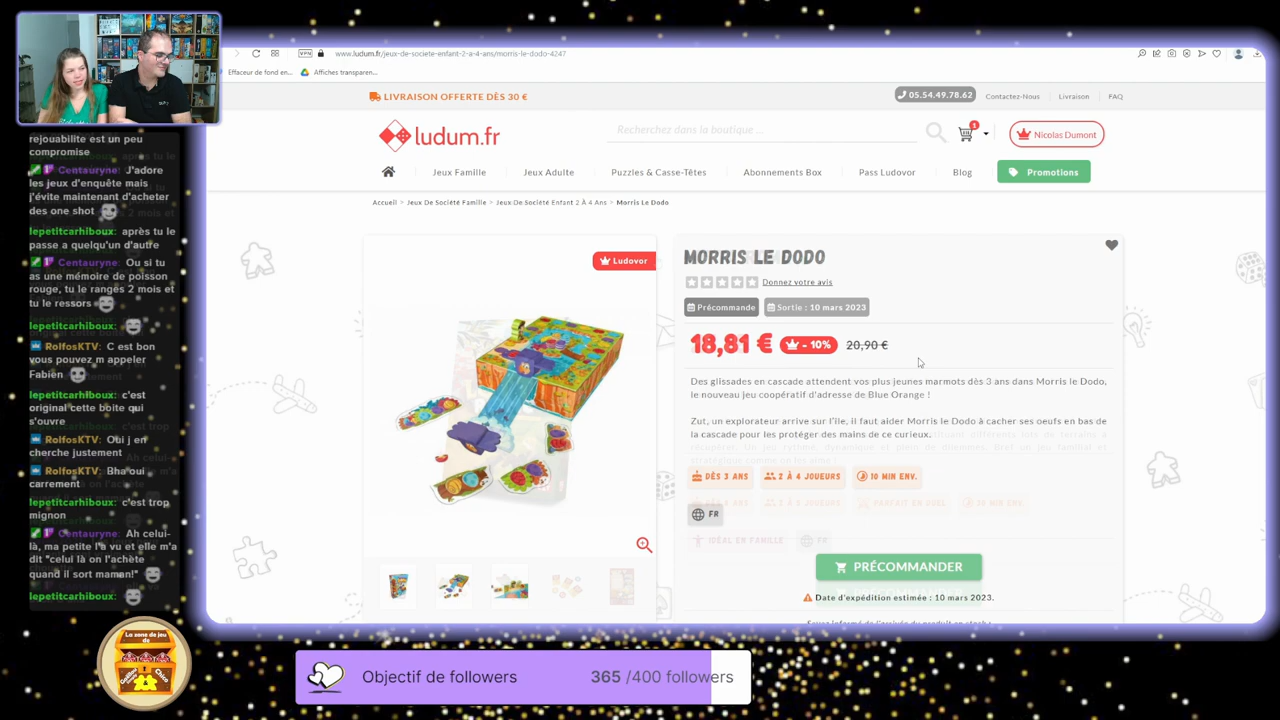 www.ludum.fr/jeux-de-societe-enfant-2-a-4-ans/morris-le-dodo-4247
VPN
Effaceur de fond en...
Affiches transparen...
LIVRAISON OFFERTE DÈS 30 €
05.54.49.78.62
Contactez-Nous
Livraison
FAQ
ludum.fr
Recherchez dans la boutique ...
1
Nicolas Dumont
Jeux Famille
Jeux Adulte
Puzzles & Casse-Têtes
Abonnements Box
Pass Ludovor
Blog
Promotions
Accueil > Jeux De Société Famille > Jeux De Société Enfant 2 À 4 Ans > Morris Le Dodo
Ludovor
MORRIS LE DODO
Donnez votre avis
Précommande
Sortie : 10 mars 2023
18,81 €
- 10%
20,90 €
Des glissades en cascade attendent vos plus jeunes marmots dès 3 ans dans Morris le Dodo,
le nouveau jeu coopératif d'adresse de Blue Orange !
Zut, un explorateur arrive sur l'île, il faut aider Morris le Dodo à cacher ses oeufs en bas de
la cascade pour les protéger des mains de ce curieux.
DÈS 3 ANS
2 À 4 JOUEURS
10 MIN ENV.
FR
IDÉAL EN FAMILLE
FR
PRÉCOMMANDER
Date d'expédition estimée : 10 mars 2023.
rejouabilite est un peu
compromise
Centauryne: J'adore
les jeux d'enquête mais
j'évite maintenant d'acheter
des one shot
lepetitcarhiboux: après tu le
passe a quelqu'un d'autre
Centauryne: Ou si tu
as une mémoire de poisson
rouge, tu le ranges 2 mois et
tu le ressors
lepetitcarhiboux:
RolfosKTV: C est bon
vous pouvez m appeler
Fabien
lepetitcarhiboux: c'est
original cette boite qui
s'ouvre
RolfosKTV: Oui j en
cherche justement
RolfosKTV: Bha oui
carrement
lepetitcarhiboux: c'est trop
mignon
Centauryne: Ah celui-
là, ma petite l'a vu et elle m'a
dit "celui là on l'achète
quand il sort maman!"
lepetitcarhiboux:
La zone de jeu
de
Chico
Objectif de followers
365 /400 followers